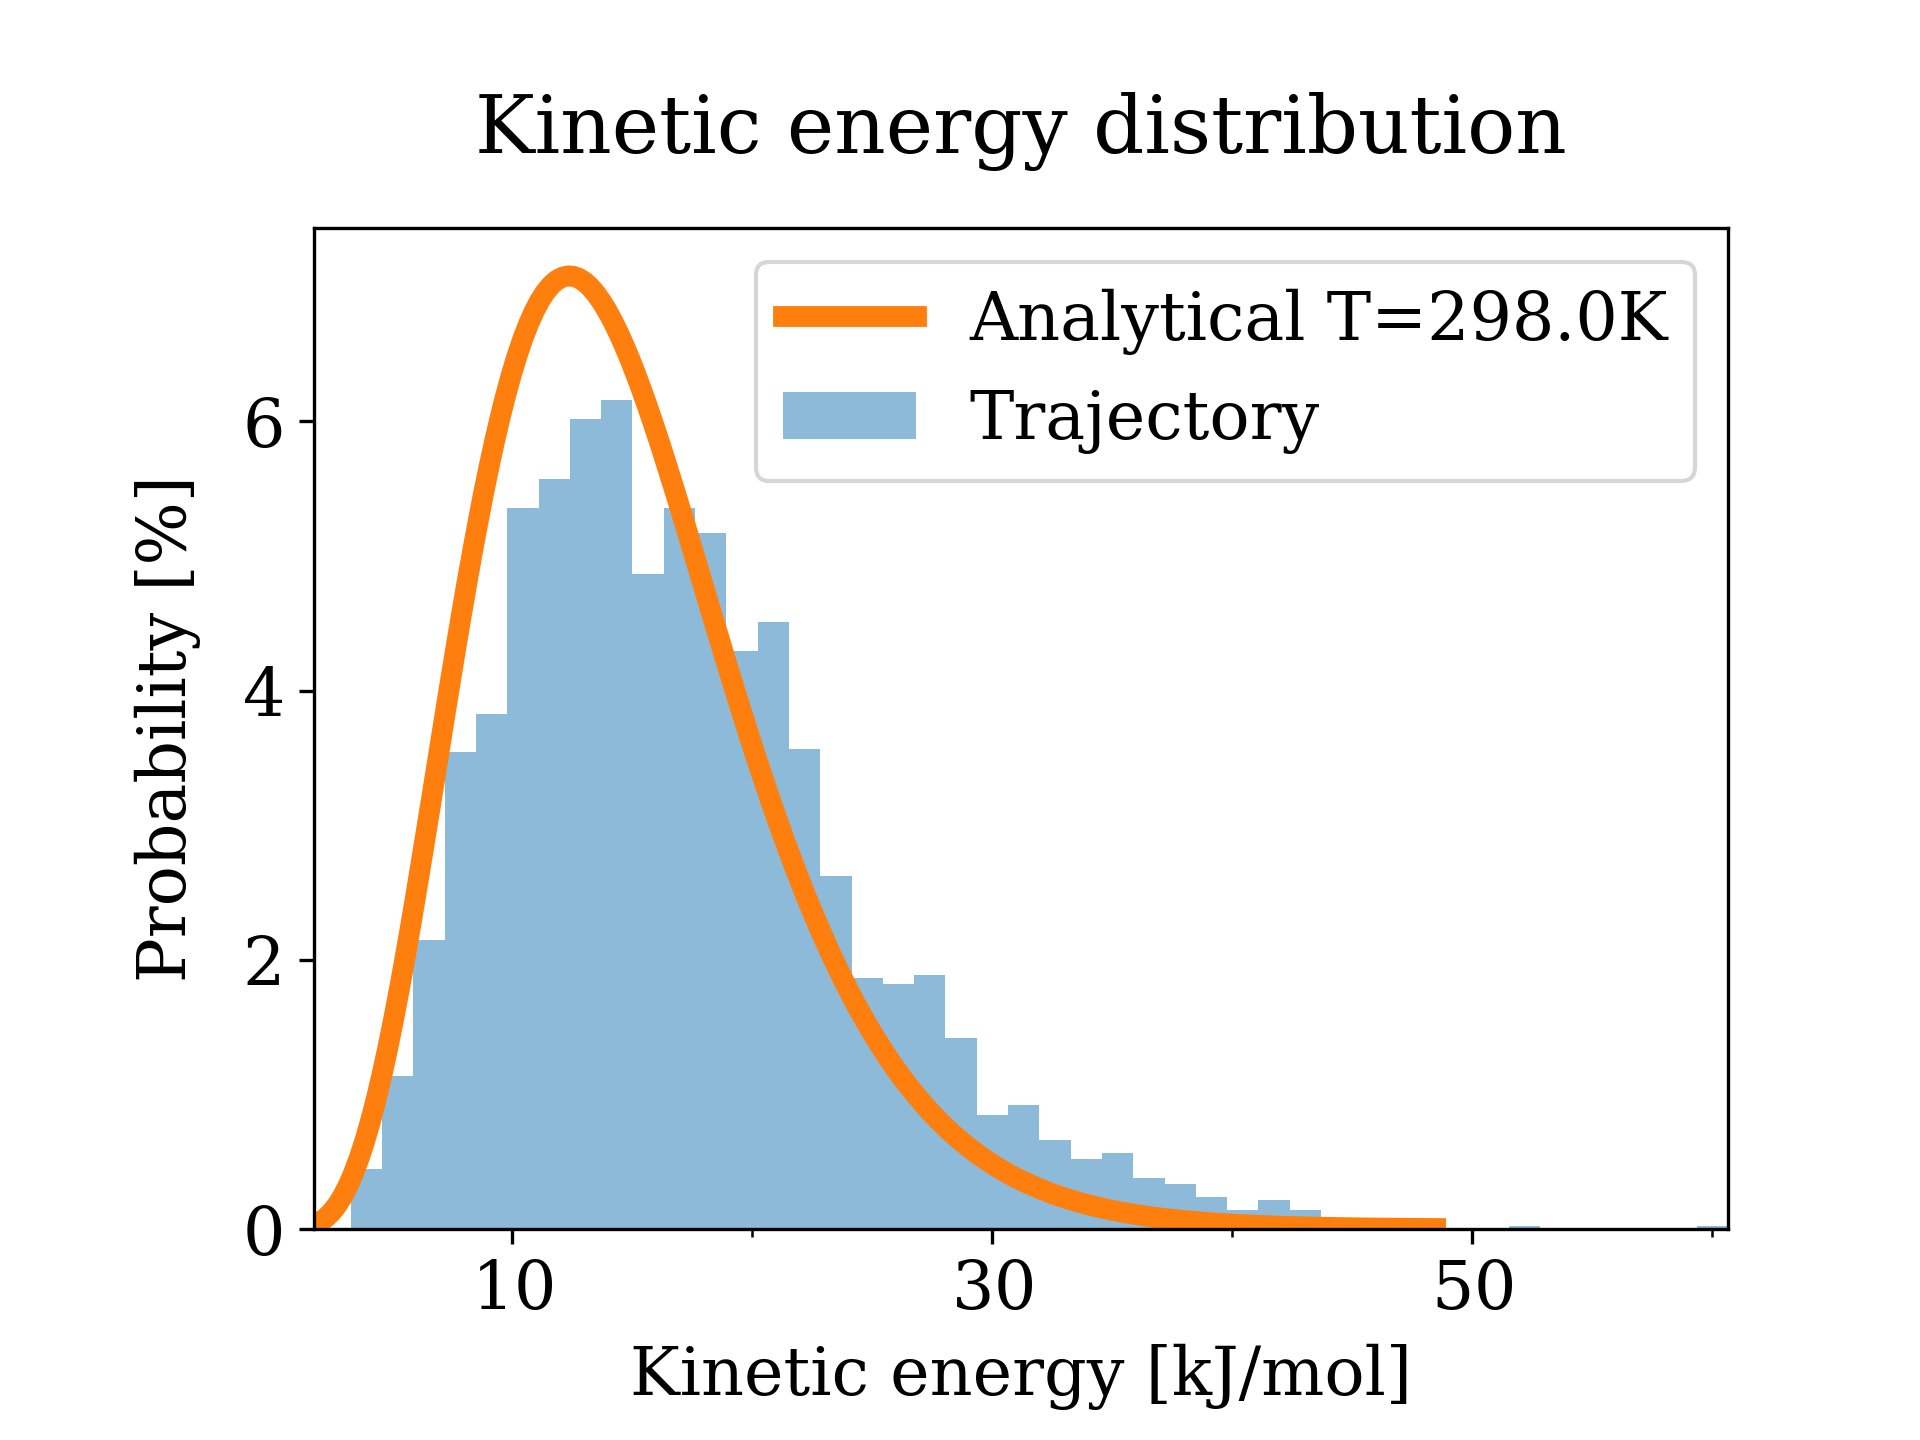 Kinetic energy distribution
Analytical T=298.0K
Trajectory
Probability [%]
6
4
2
0
10 30 50
Kinetic energy [kJ/mol]